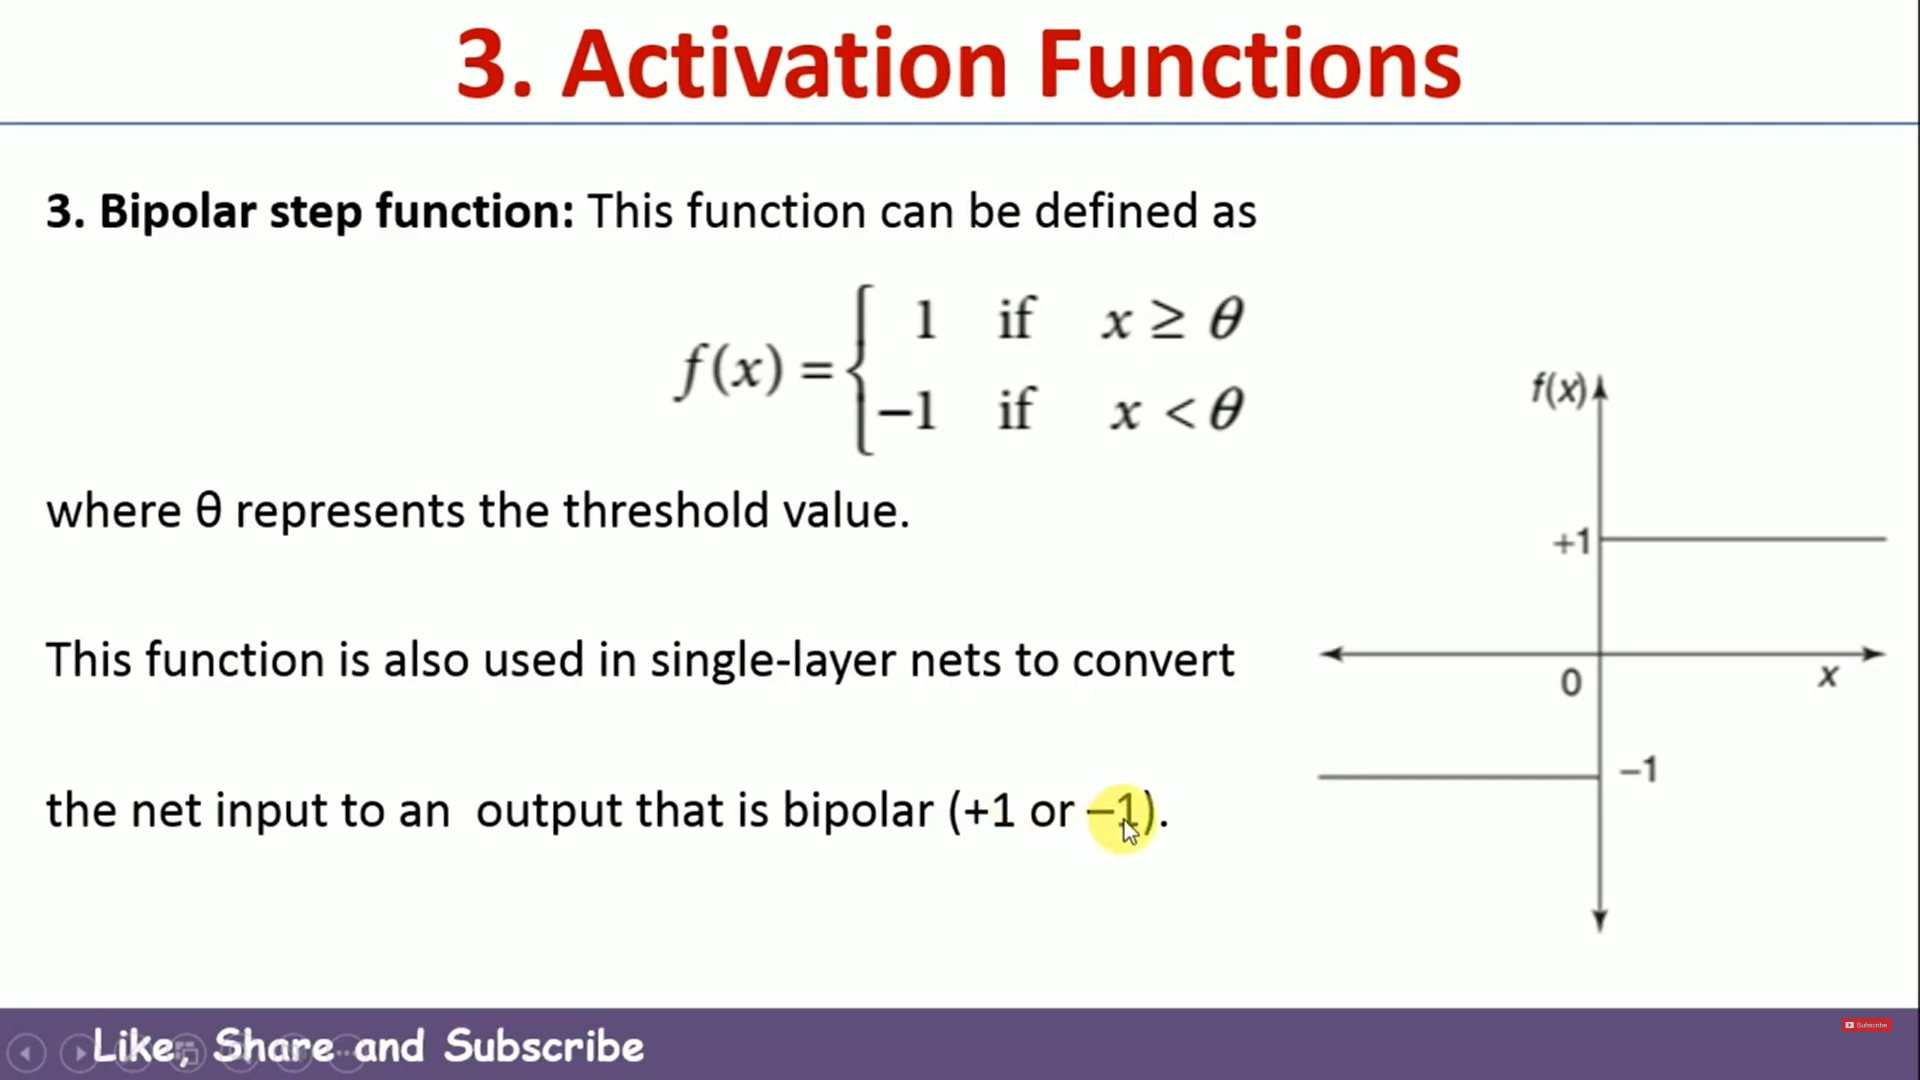 3. Activation Functions
3. Bipolar step function: This function can be defined as
f(x) = { 1 if x ≥ θ
−1 if x < θ
where θ represents the threshold value.
This function is also used in single-layer nets to convert
the net input to an output that is bipolar (+1 or −1).
f(x)
+1
0
x
−1
Subscribe
Like, Share and Subscribe